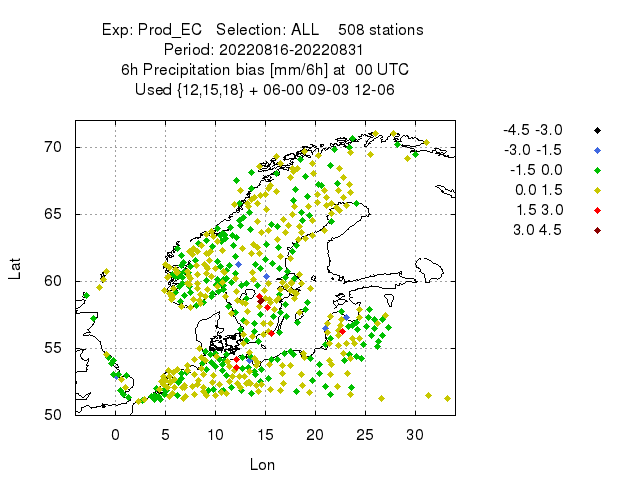 Exp: Prod_EC Selection: ALL 508 stations
Period: 20220816-20220831
6h Precipitation bias [mm/6h] at 00 UTC
Used {12,15,18} + 06-00 09-03 12-06
-4.5 -3.0
-3.0 -1.5
-1.5 0.0
0.0 1.5
1.5 3.0
3.0 4.5
70
65
60
55
50
Lat
0 5 10 15 20 25 30
Lon